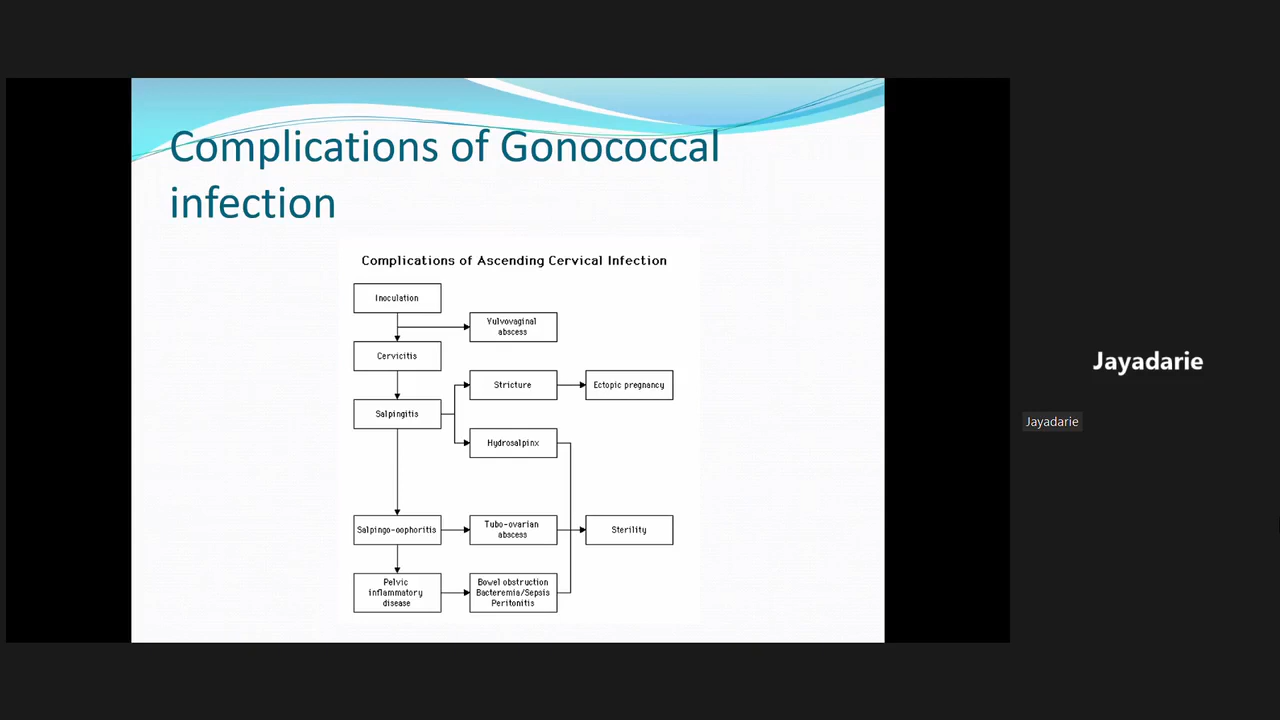 Complications of Gonococcal
infection
Complications of Ascending Cervical Infection
Inoculation
Vulvovaginal
abscess
Cervicitis
Stricture
Ectopic pregnancy
Salpingitis
Hydrosalpinx
Salpingo-oophoritis
Tubo-ovarian
abscess
Sterility
Pelvic
inflammatory
disease
Bowel obstruction
Bacteremia/Sepsis
Peritonitis
Jayadarie
Jayadarie